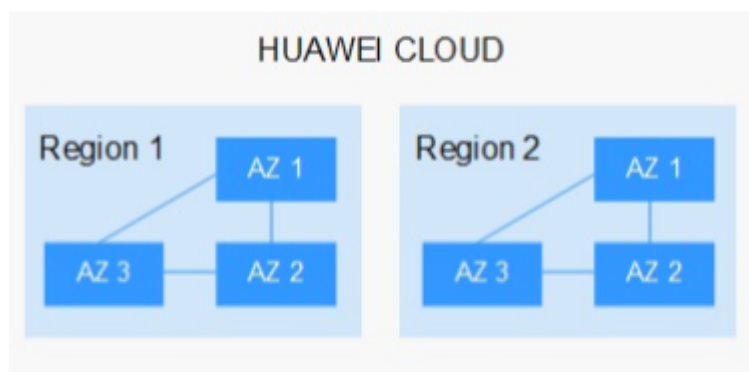 HUAWEI CLOUD
Region 1
AZ 1
AZ 3
AZ 2
Region 2
AZ 1
AZ 3
AZ 2